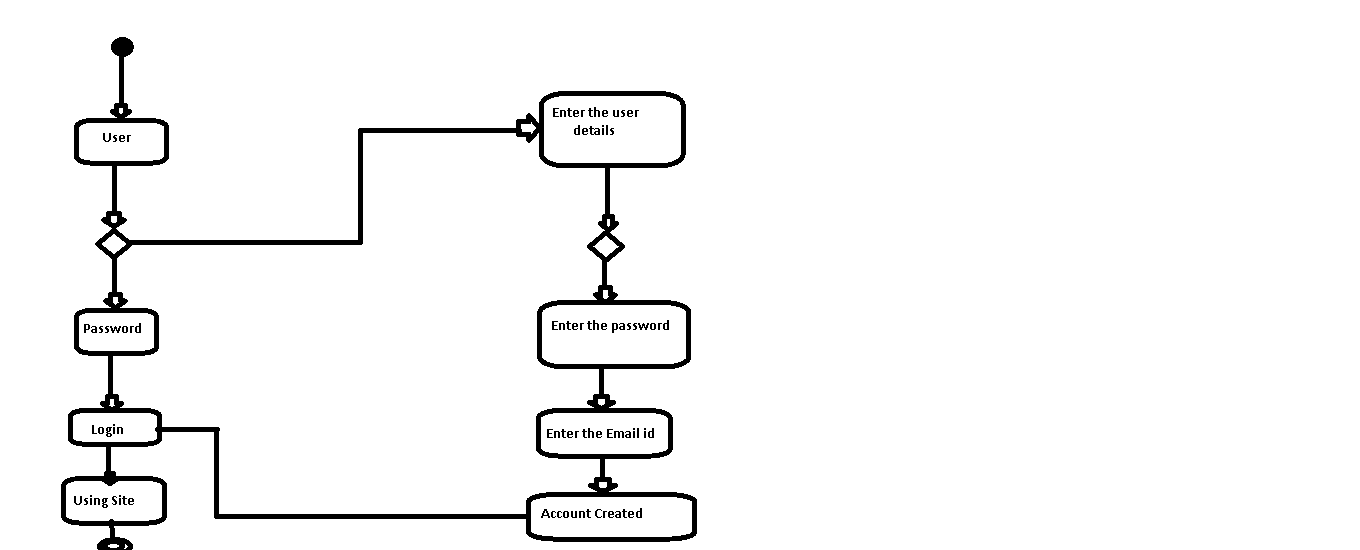 User
Enter the user
details
Password
Enter the password
Login
Enter the Email id
Using Site
Account Created